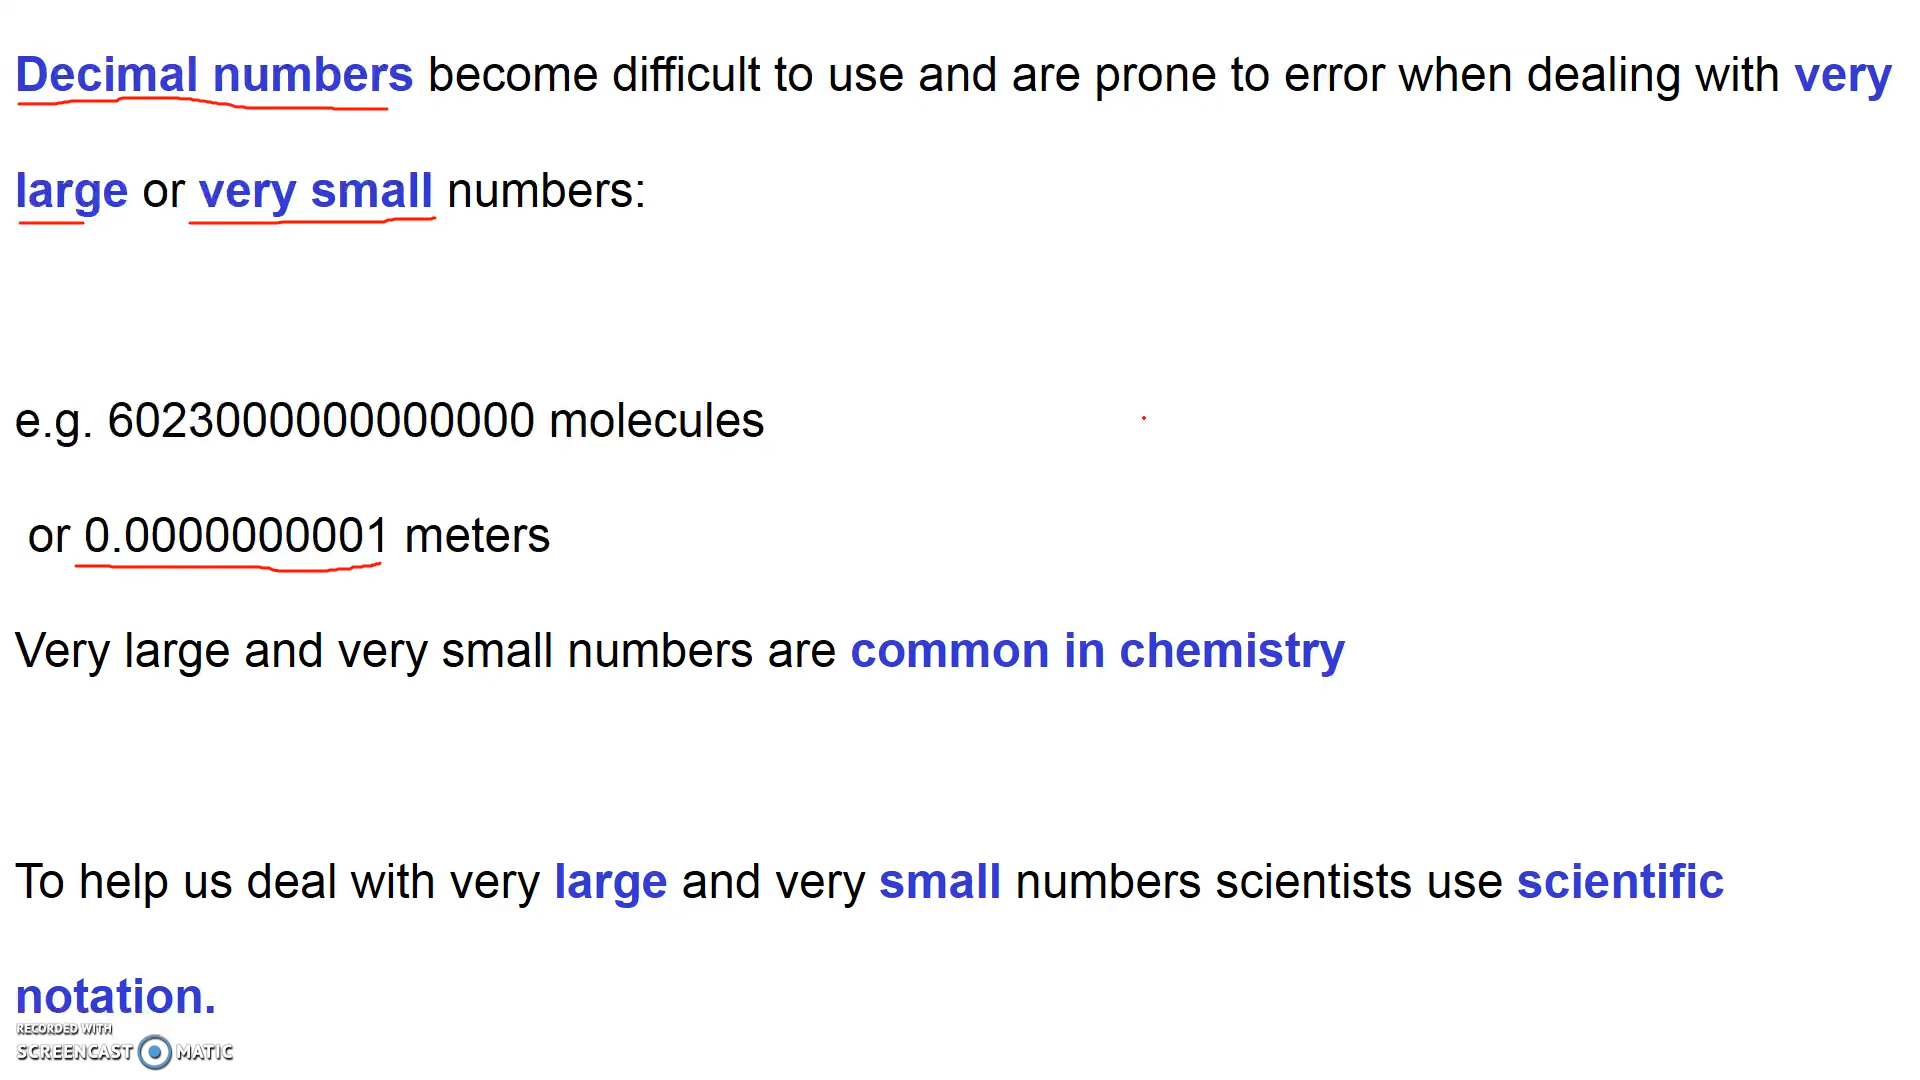 Decimal numbers become difficult to use and are prone to error when dealing with very
large or very small numbers:
e.g. 6023000000000000 molecules
or 0.0000000001 meters
Very large and very small numbers are common in chemistry
To help us deal with very large and very small numbers scientists use scientific
notation.
RECORDED WITH
SCREENCAST MATIC